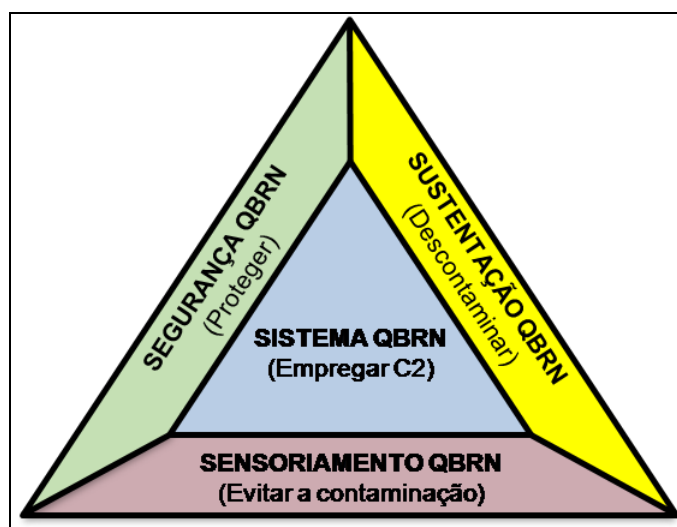 SEGURANÇA QBRN
(Proteger)
SUSTENTAÇÃO QBRN
(Descontaminar)
SISTEMA QBRN
(Empregar C2)
SENSORIAMENTO QBRN
(Evitar a contaminação)